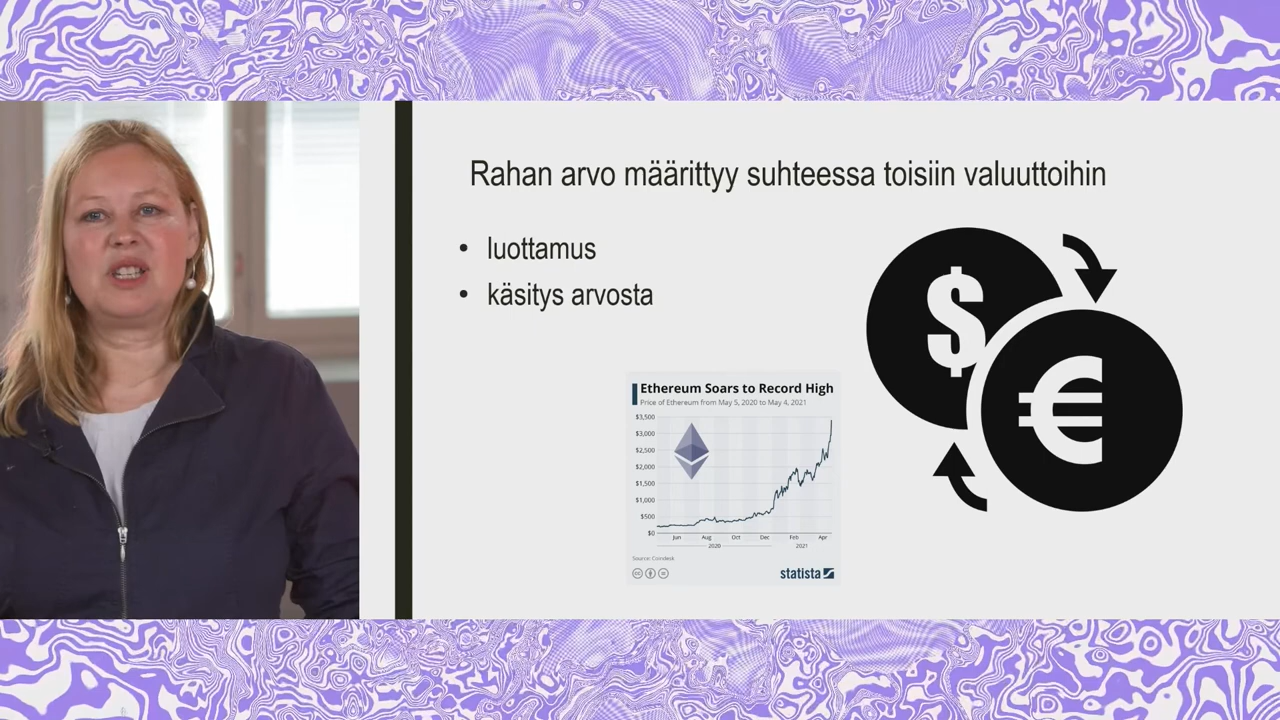 Rahan arvo määrittyy suhteessa toisiin valuuttoihin
• luottamus
• käsitys arvosta
$
€
Ethereum Soars to Record High
Price of Ethereum from May 5, 2020 to May 4, 2021
$3,500
$3,000
$2,500
$2,000
$1,500
$1,000
$500
$0
Jun Aug Oct Dec Feb Apr
2020 2021
Source: Coindesk
statista